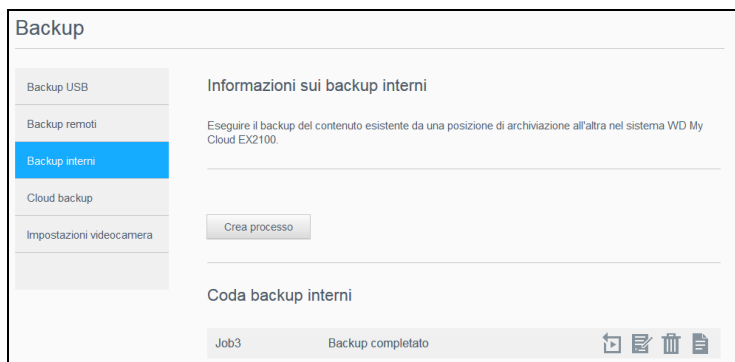 Backup
Backup USB
Backup remoti
Backup interni
Cloud backup
Impostazioni videocamera
Informazioni sui backup interni
Eseguire il backup del contenuto esistente da una posizione di archiviazione all'altra nel sistema WD My
Cloud EX2100.
Crea processo
Coda backup interni
Job3 Backup completato